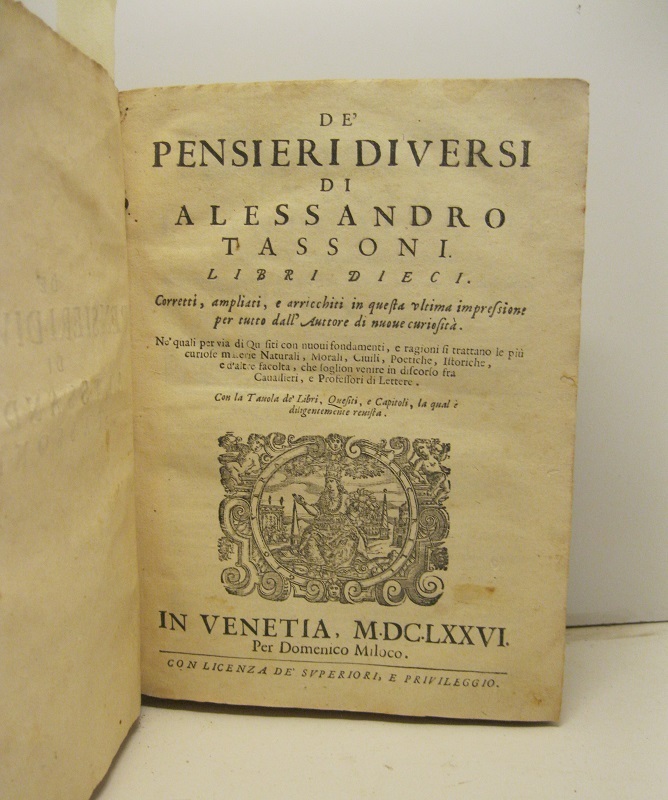 DE'
PENSIERI DIVERSI
DI
ALESSANDRO
TASSONI.
LIBRI DIECI.
Corretti, ampliati, e arricchiti in questa vltima impressione
per tutto dall' Auttore di nuoue curiosità.
Ne' quali per via di Qu siti con nuoui fondamenti, e ragioni si trattano le più
curiose materie Naturali, Morali, Ciuili, Poetiche, Istoriche,
e d'altre facoltà, che soglion venire in discorso fra
Caualieri, e Professori di Lettere.
Con la Tauola de' Libri, Quesiti, e Capitoli, la qual è
diligentemente reuista.
IN VENETIA, M.DC.LXXVI.
Per Domenico Miloco.
CON LICENZA DE' SVPERIORI, E PRIVILEGGIO.